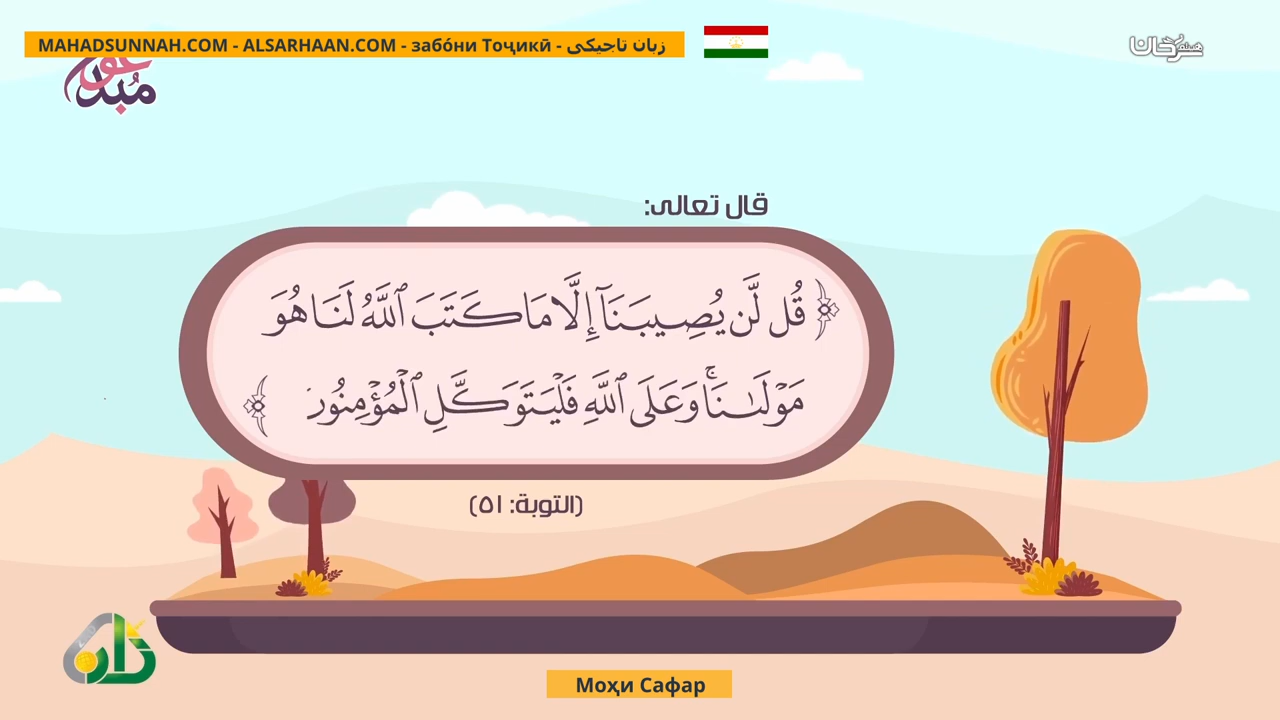 MAHADSUNNAH.COM - ALSARHAAN.COM - забо́ни Тоҷикӣ - زبان تاجیکی
قال تعالى:
﴿ قُل لَّن يُصِيبَنَآ إِلَّا مَا كَتَبَ ٱللَّهُ لَنَا هُوَ
مَوْلَىٰنَا ۚ وَعَلَى ٱللَّهِ فَلْيَتَوَكَّلِ ٱلْمُؤْمِنُونَ ﴾
(التوبة: ٥١)
Моҳи Сафар